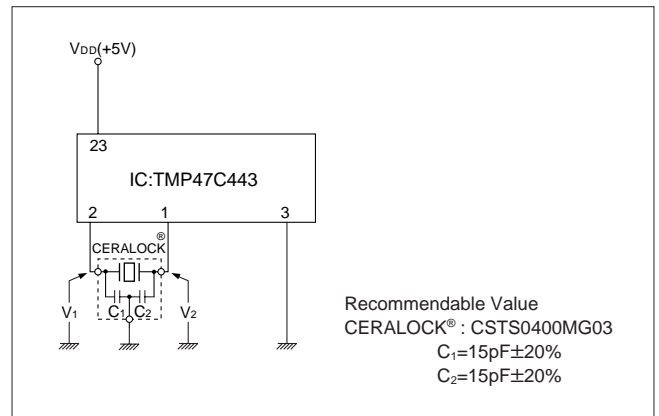 VDD(+5V)
23
IC:TMP47C443
2 1 3
CERALOCK®
V1 C1 C2 V2
Recommendable Value
CERALOCK® : CSTS0400MG03
C1=15pF±20%
C2=15pF±20%